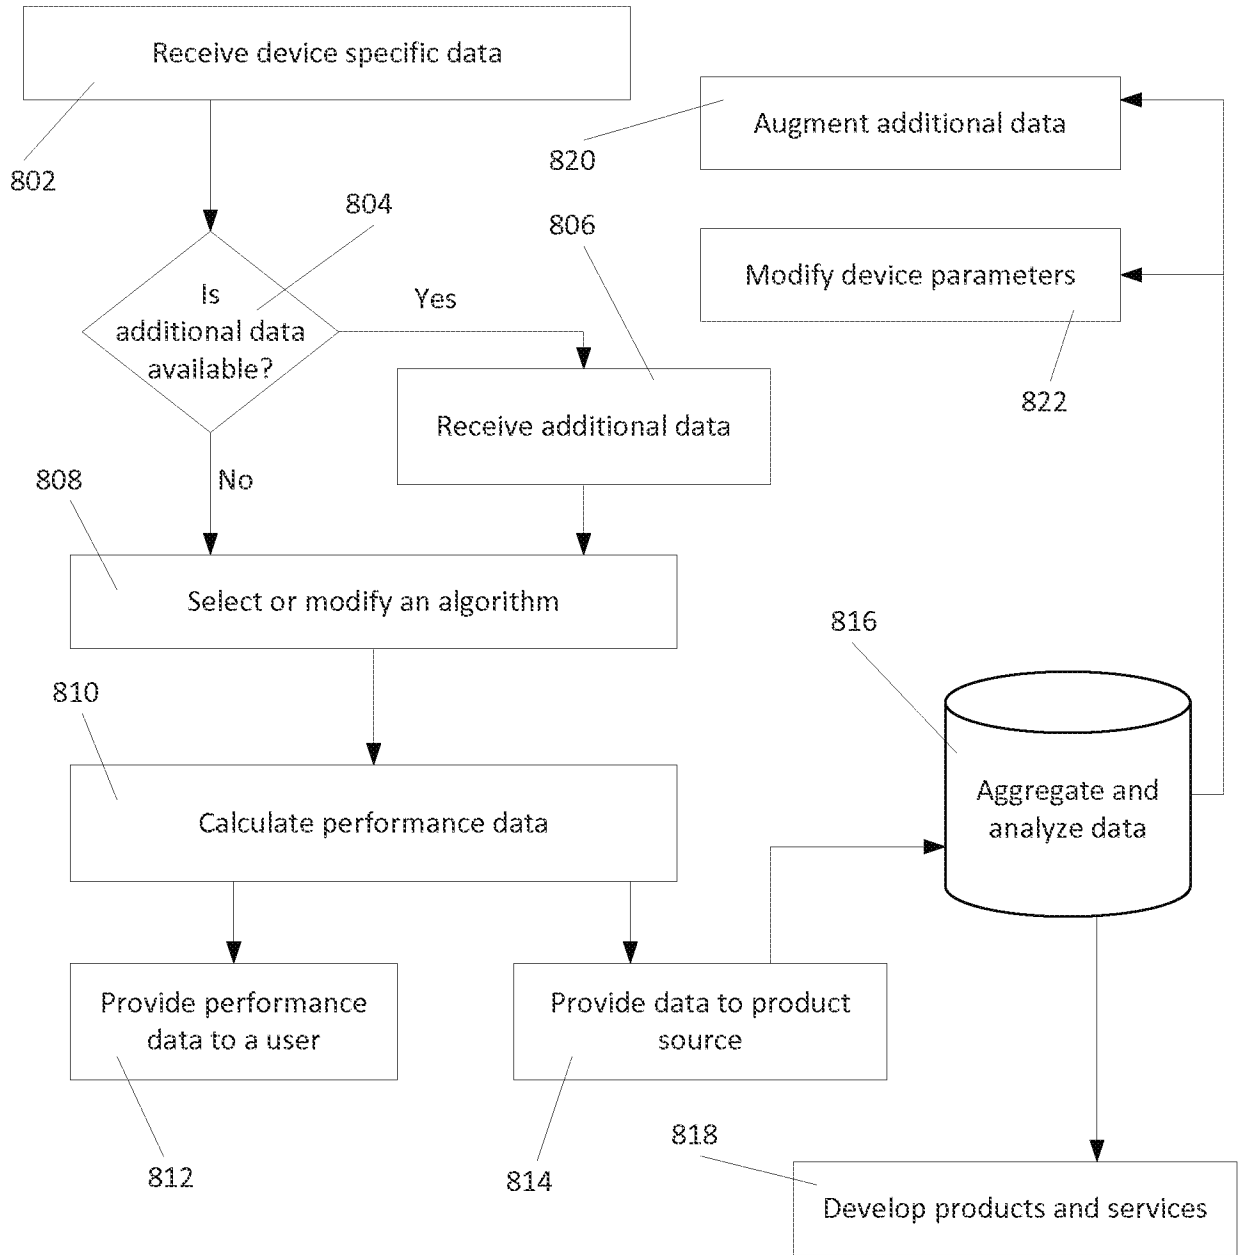 Receive device specific data
802
Augment additional data
820
804
806
Modify device parameters
822
Is
additional data
available?
Yes
Receive additional data
No
808
Select or modify an algorithm
816
810
Aggregate and
analyze data
Calculate performance data
Provide performance
data to a user
Provide data to product
source
812
814
818
Develop products and services